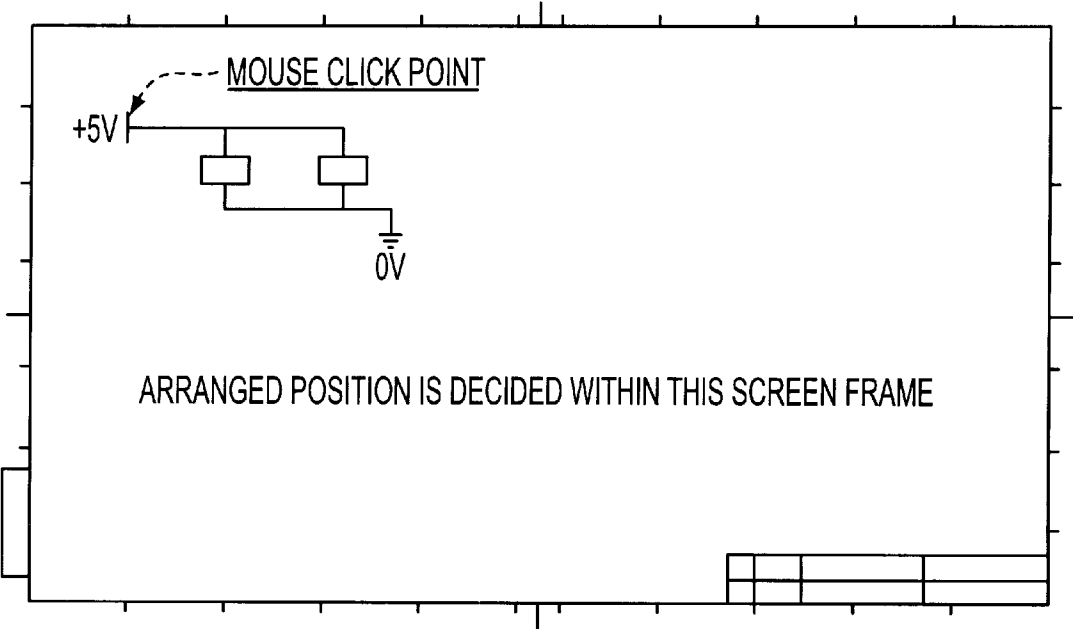 MOUSE CLICK POINT
+5V
0V
ARRANGED POSITION IS DECIDED WITHIN THIS SCREEN FRAME